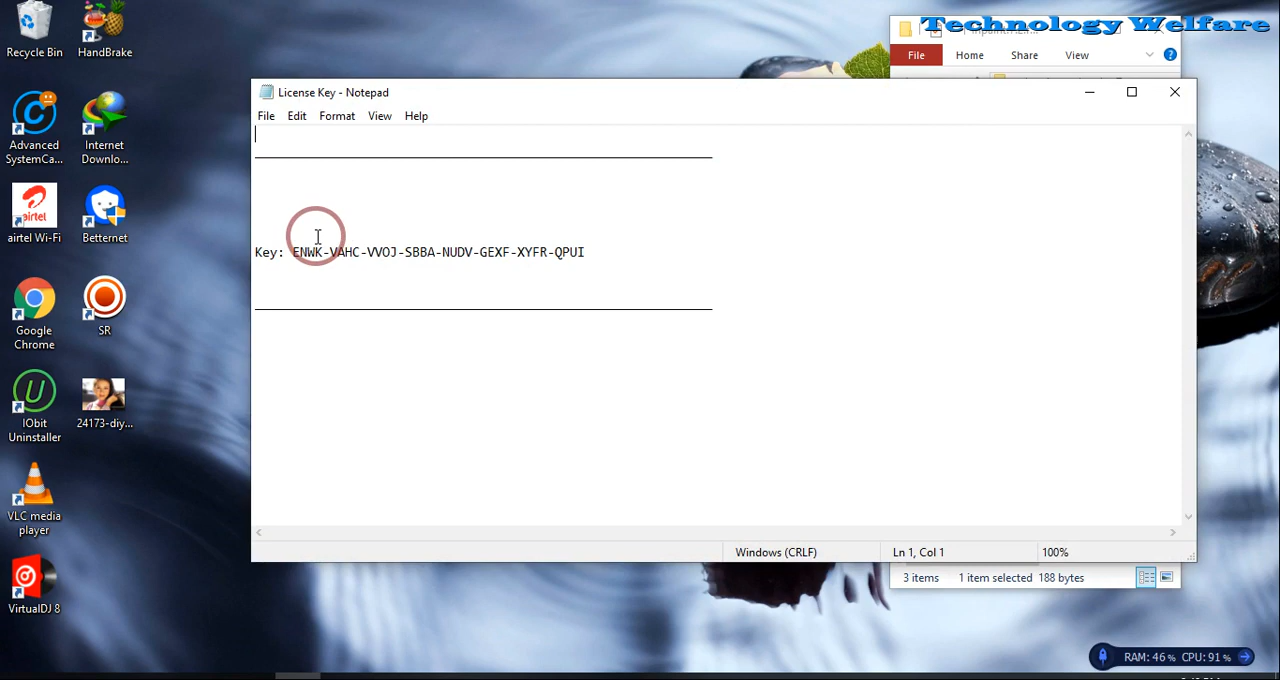 Technology Welfare
Recycle Bin
HandBrake
Advanced
SystemCa...
Internet
Downlo...
airtel
airtel Wi-Fi
Betternet
Google
Chrome
SR
IObit
Uninstaller
24173-diy...
VLC media
player
VirtualDJ 8
File
Home
Share
View
License Key - Notepad
File
Edit
Format
View
Help
Key: ENWK-VAHC-VVOJ-SBBA-NUDV-GEXF-XYFR-QPUI
Windows (CRLF)
Ln 1, Col 1
100%
3 items
1 item selected
188 bytes
RAM: 46 %
CPU: 91 %